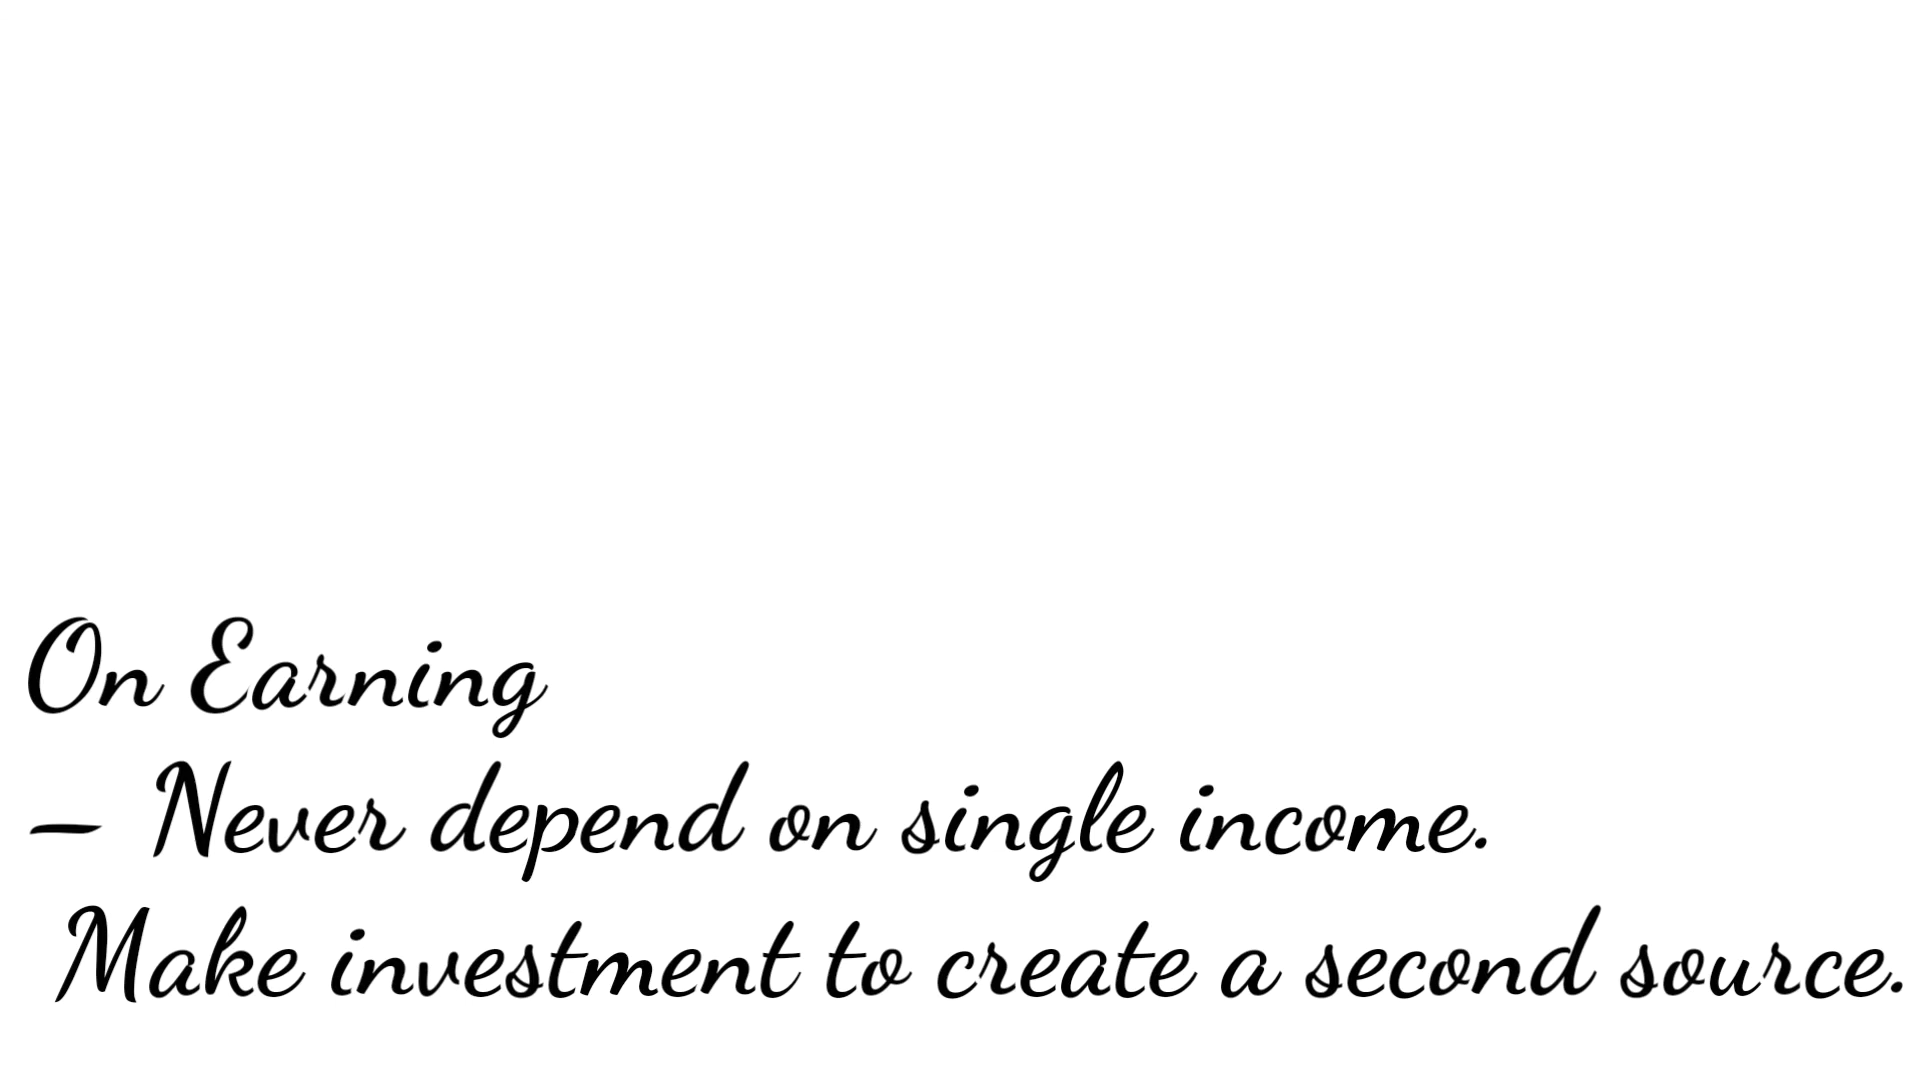 On Earning
– Never depend on single income.
Make investment to create a second source.